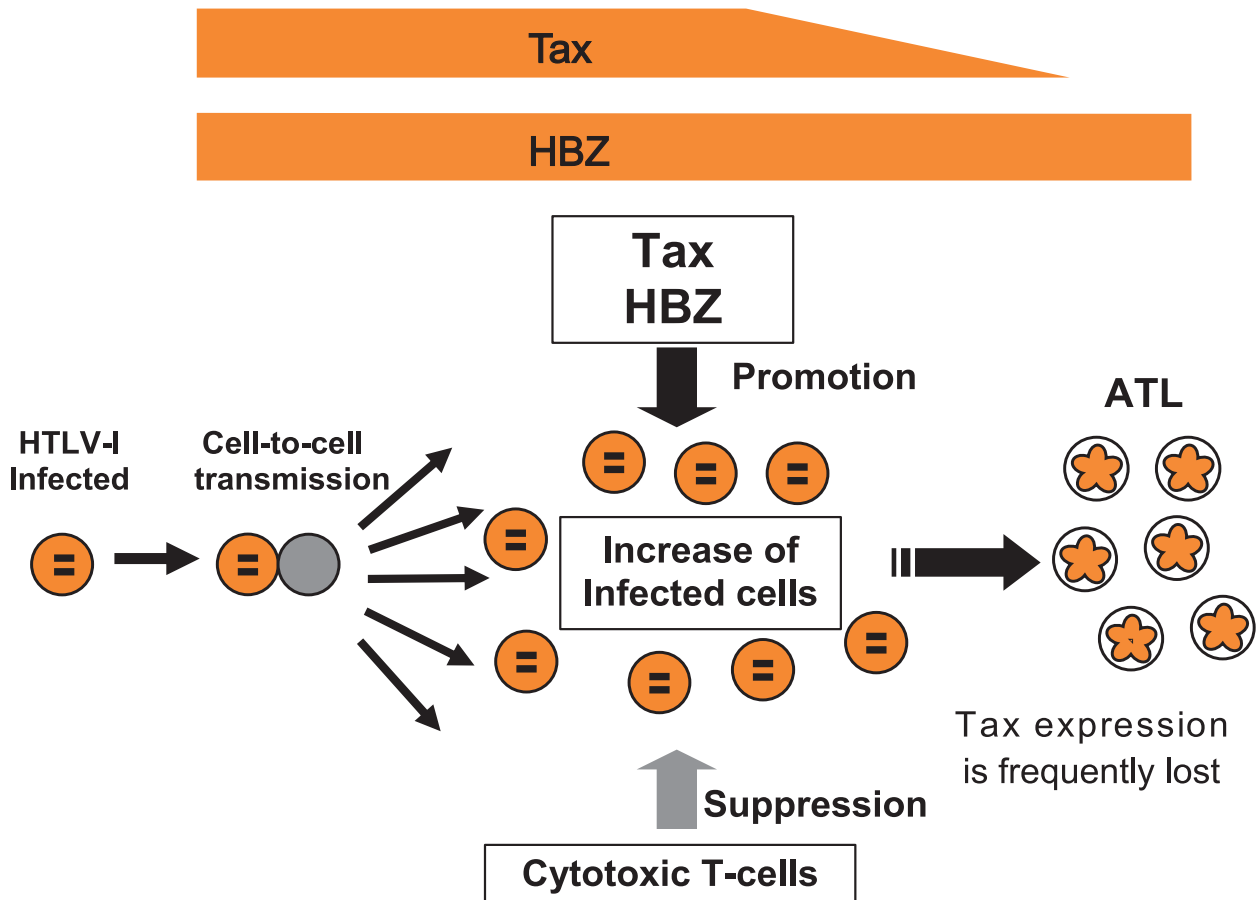 Tax
HBZ
Tax
HBZ
Promotion
ATL
HTLV-I
Infected
Cell-to-cell
transmission
Increase of
Infected cells
Tax expression
is frequently lost
Suppression
Cytotoxic T-cells